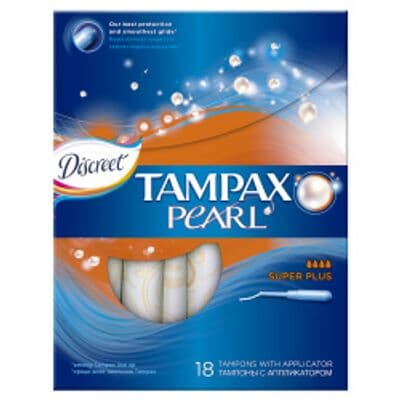 Our best protection
and smoothest glide*
Discreet
TAMPAX
PEARL
SUPER PLUS
18 TAMPONS WITH APPLICATOR
ТАМПОНЫ С АППЛИКАТОРОМ